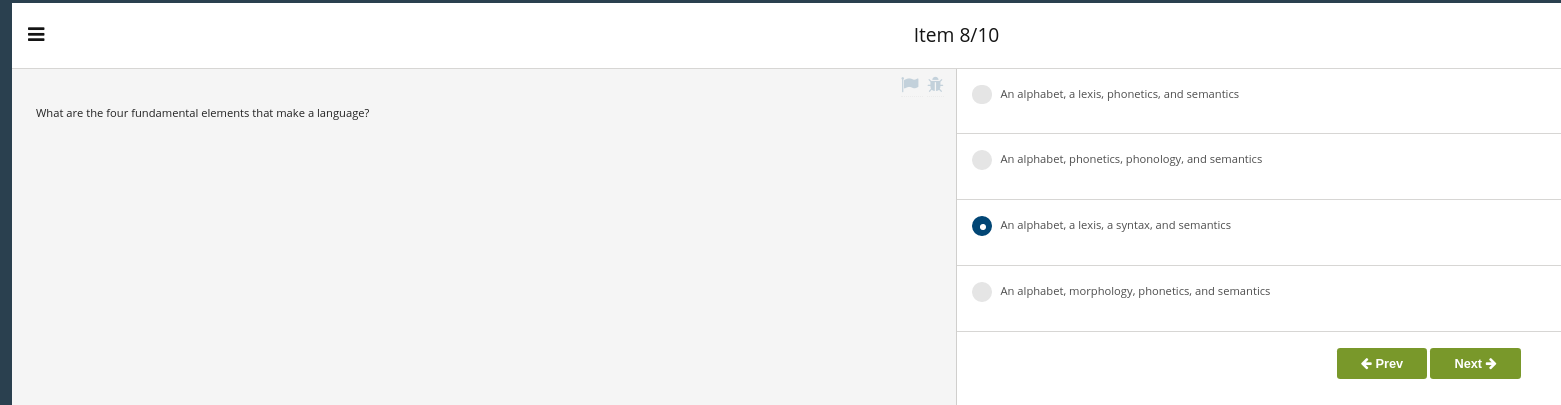 Item 8/10
What are the four fundamental elements that make a language?
An alphabet, a lexis, phonetics, and semantics
An alphabet, phonetics, phonology, and semantics
An alphabet, a lexis, a syntax, and semantics
An alphabet, morphology, phonetics, and semantics
Prev
Next